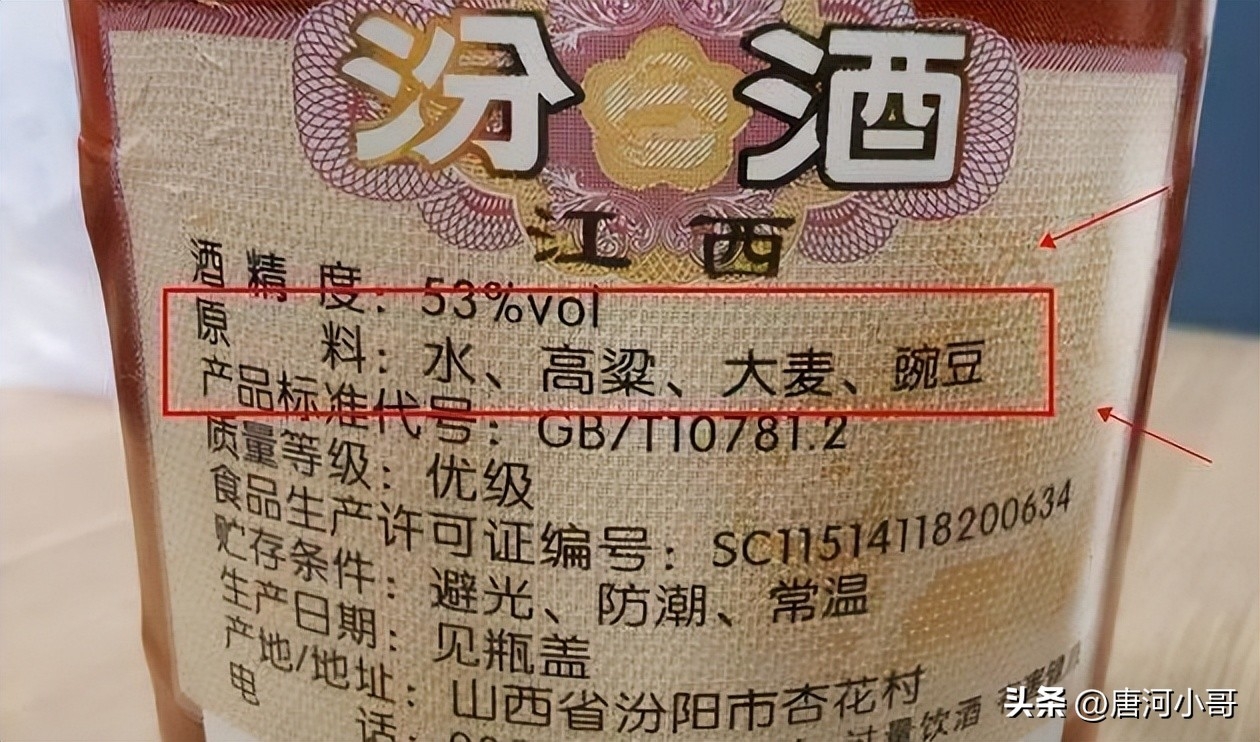 汾酒
江西
酒精度：53%vol
原料：水、高粱、大麦、豌豆
产品标准代号：GB/T10781.2
质量等级：优级
食品生产许可证编号：SC11514118200634
贮存条件：避光、防潮、常温
生产日期：见瓶盖
产地/地址：山西省汾阳市杏花村
电话：
过量饮酒
头条 @唐河小哥